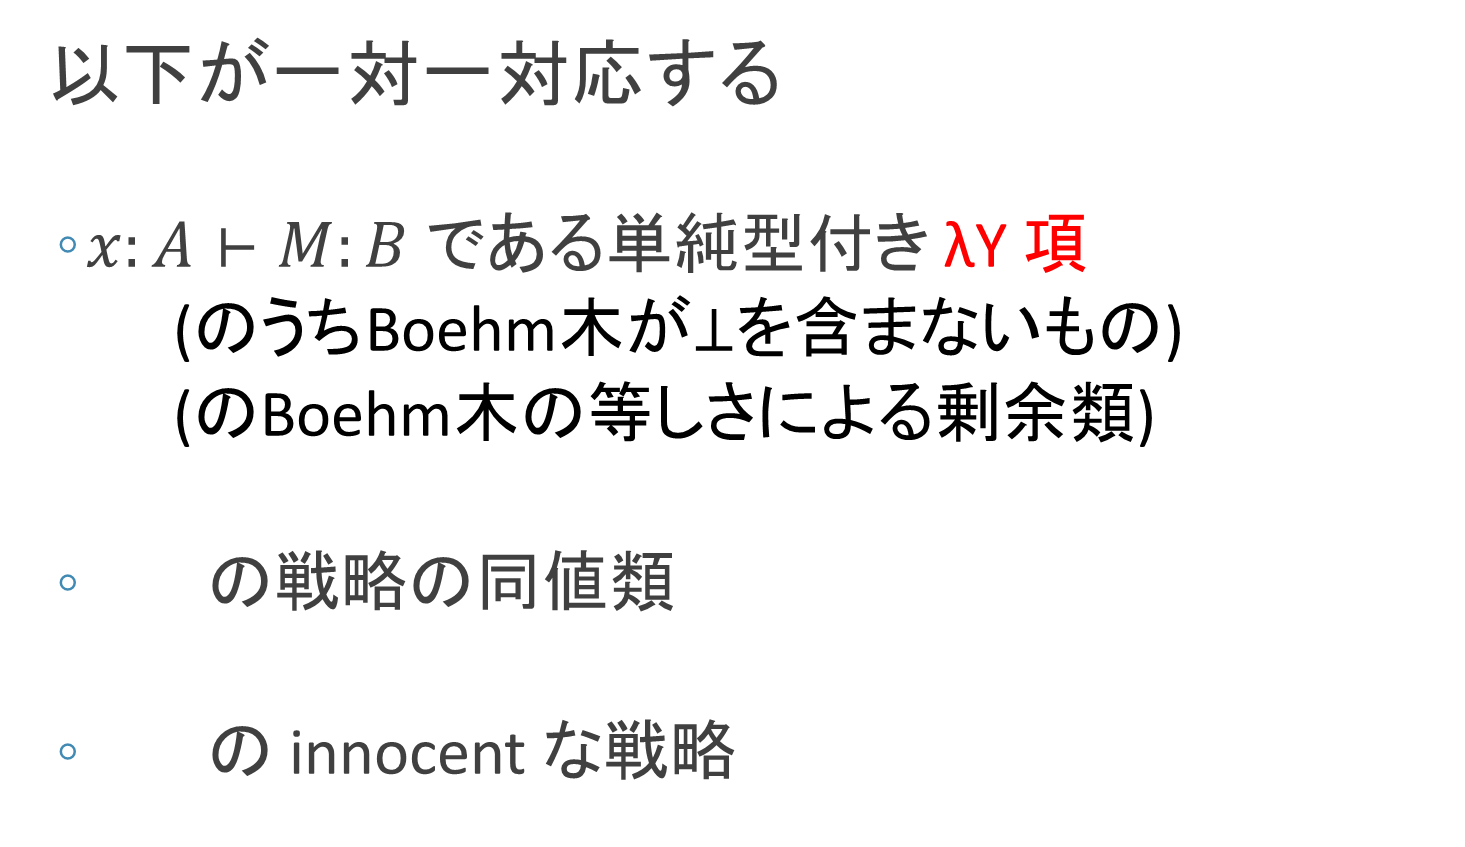 以下が一対一対応する
◦ x: A ⊢ M: B である単純型付き λY 項
(のうちBoehm木が⊥を含まないもの)
(のBoehm木の等しさによる剰余類)
◦ の戦略の同値類
◦ の innocent な戦略